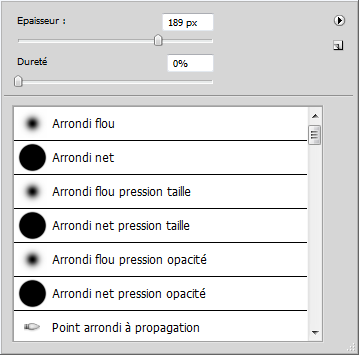 Epaisseur : 189 px
Dureté 0%
Arrondi flou
Arrondi net
Arrondi flou pression taille
Arrondi net pression taille
Arrondi flou pression opacité
Arrondi net pression opacité
Point arrondi à propagation